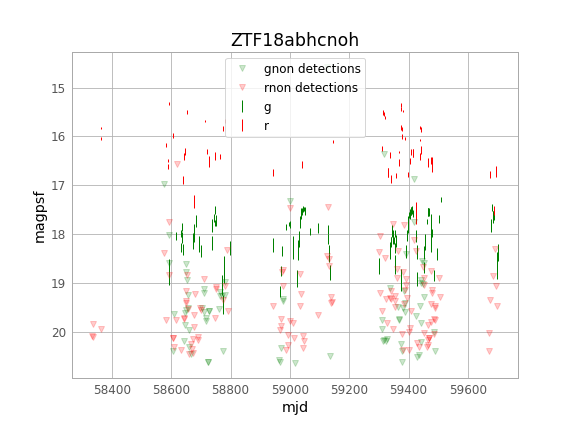 ZTF18abhcnoh
gnon detections
rnon detections
g
r
magpsf
15
16
17
18
19
20
58400 58600 58800 59000 59200 59400 59600
mjd